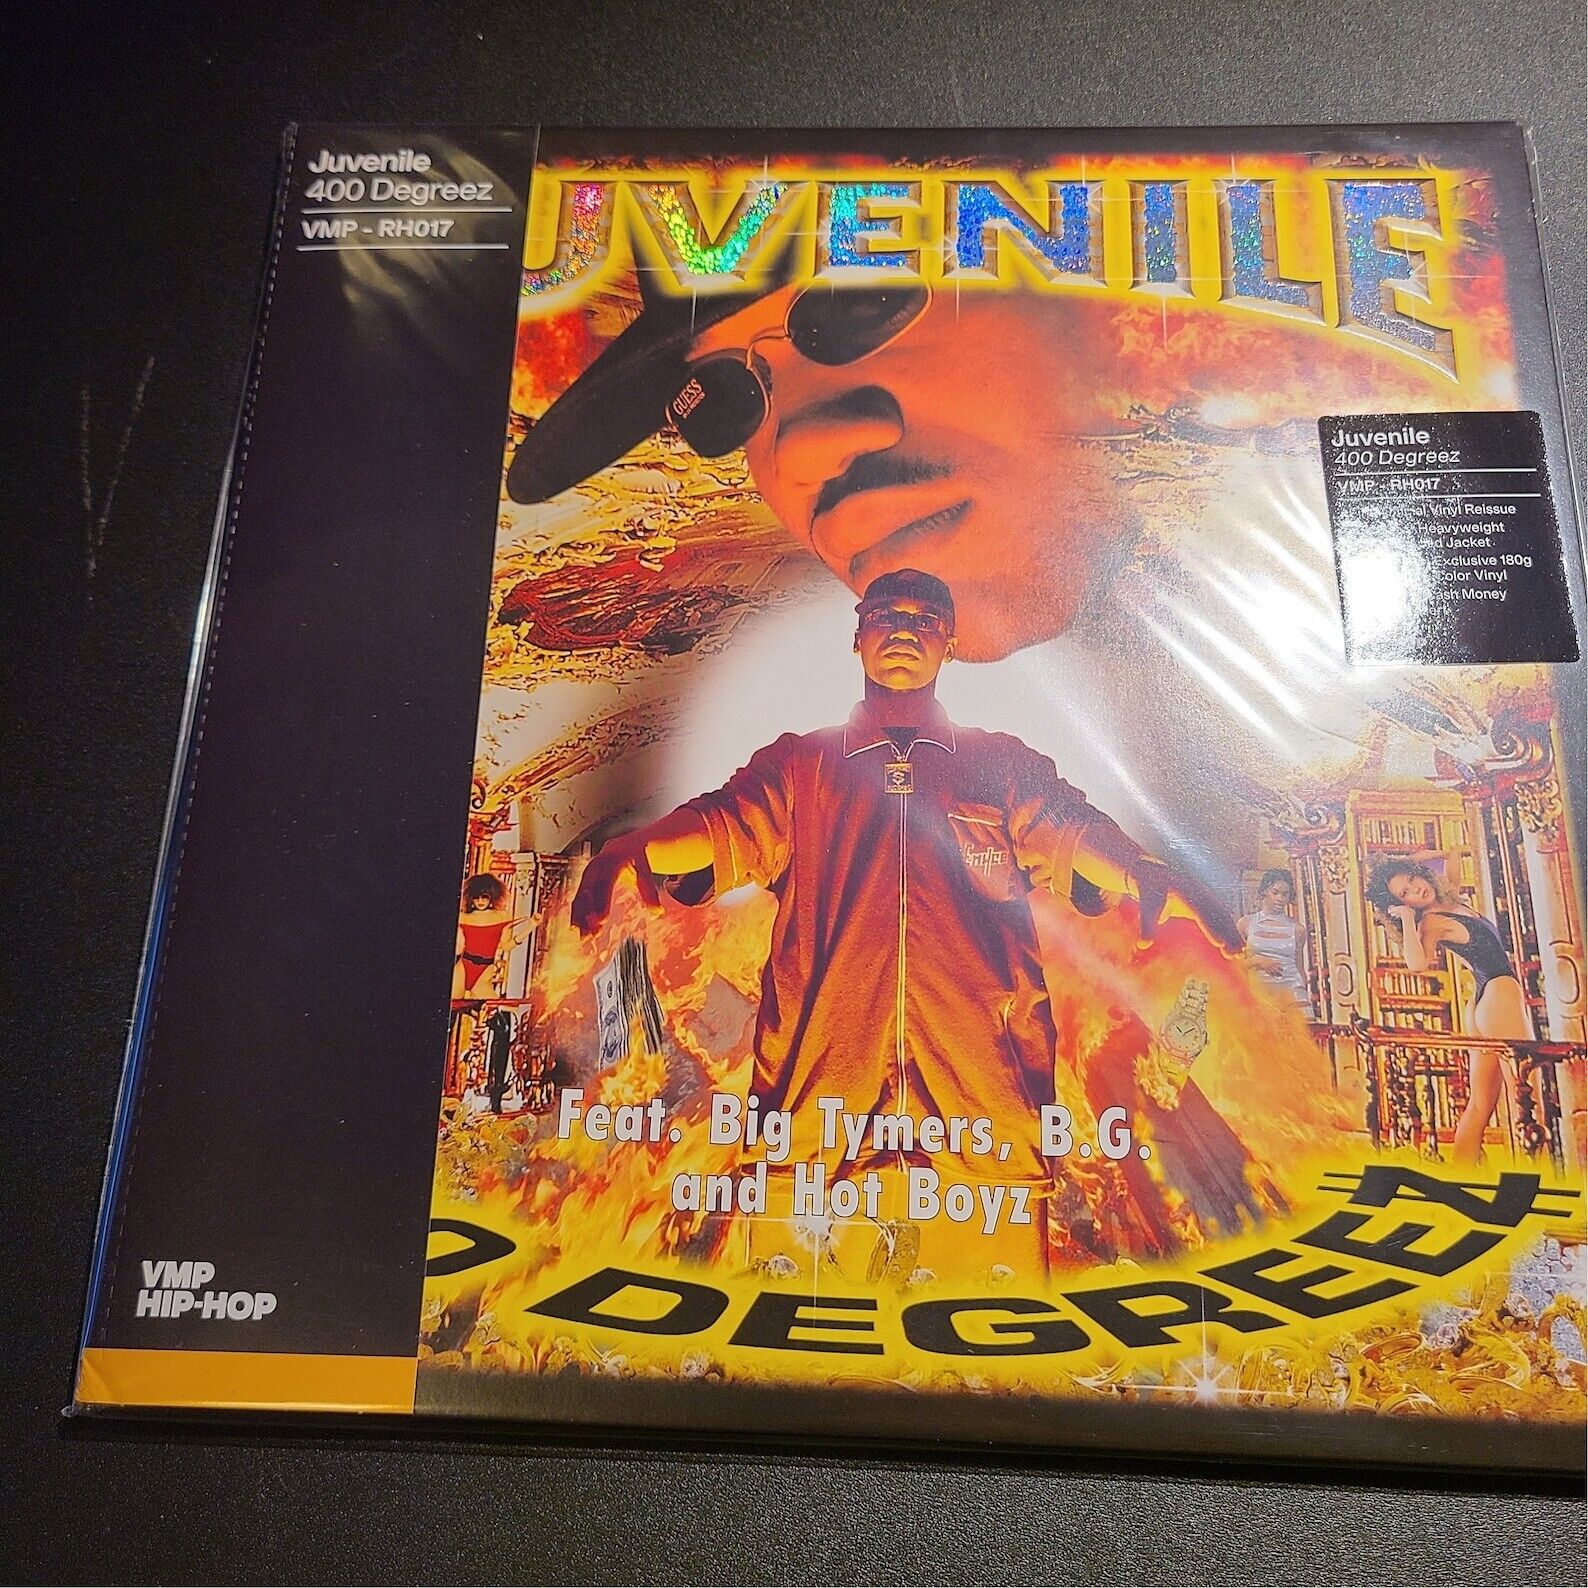 Juvenile
400 Degreez
VMP - RH017
JUVENILE
GUESS
Juvenile
400 Degreez
VMP - RH017
Vinyl Reissue
Heavyweight
Jacket
Exclusive 180g
Color Vinyl
Money
$
Feat. Big Tymers, B.G.
and Hot Boyz
0 DEGREEZ
VMP
HIP-HOP